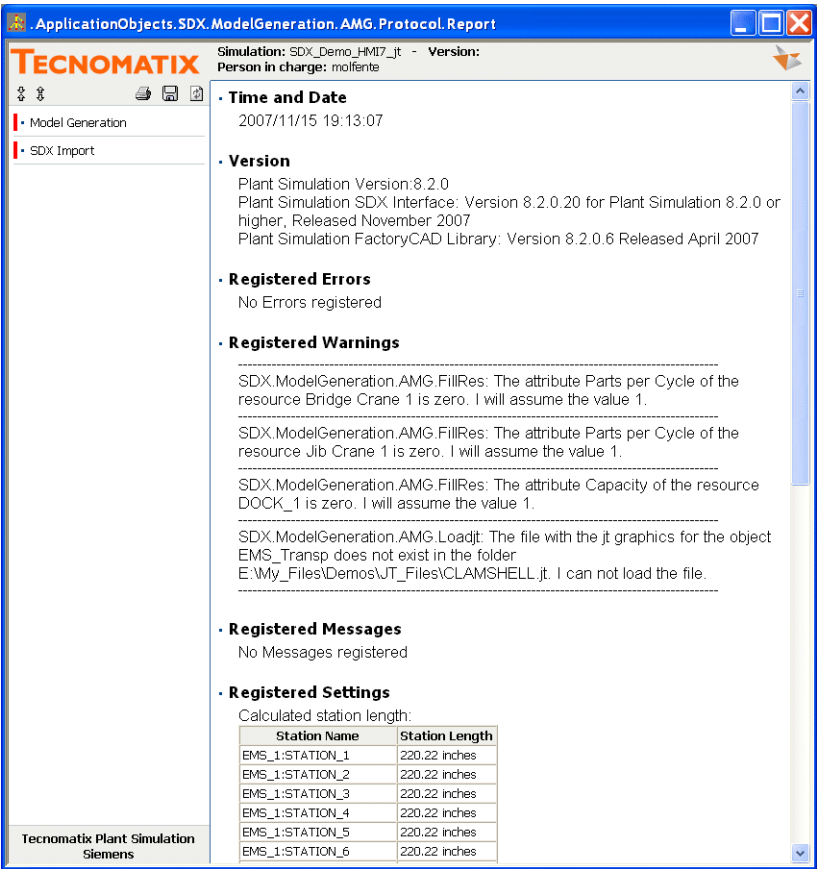 .ApplicationObjects.SDX.ModelGeneration.AMG.Protocol.Report
TECNOMATIX
Simulation: SDX_Demo_HMI7_jt - Version:
Person in charge: molfente
Model Generation
SDX Import
Time and Date
2007/11/15 19:13:07
Version
Plant Simulation Version:8.2.0
Plant Simulation SDX Interface: Version 8.2.0.20 for Plant Simulation 8.2.0 or
higher, Released November 2007
Plant Simulation FactoryCAD Library: Version 8.2.0.6 Released April 2007
Registered Errors
No Errors registered
Registered Warnings
SDX.ModelGeneration.AMG.FillRes: The attribute Parts per Cycle of the
resource Bridge Crane 1 is zero. I will assume the value 1.
SDX.ModelGeneration.AMG.FillRes: The attribute Parts per Cycle of the
resource Jib Crane 1 is zero. I will assume the value 1.
SDX.ModelGeneration.AMG.FillRes: The attribute Capacity of the resource
DOCK_1 is zero. I will assume the value 1.
SDX.ModelGeneration.AMG.Loadjt: The file with the jt graphics for the object
EMS_Transp does not exist in the folder
E:\My_Files\Demos\JT_Files\CLAMSHELL.jt. I can not load the file.
Registered Messages
No Messages registered
Registered Settings
Calculated station length:
Station Name Station Length
EMS_1:STATION_1 220.22 inches
EMS_1:STATION_2 220.22 inches
EMS_1:STATION_3 220.22 inches
EMS_1:STATION_4 220.22 inches
EMS_1:STATION_5 220.22 inches
EMS_1:STATION_6 220.22 inches
Tecnomatix Plant Simulation
Siemens